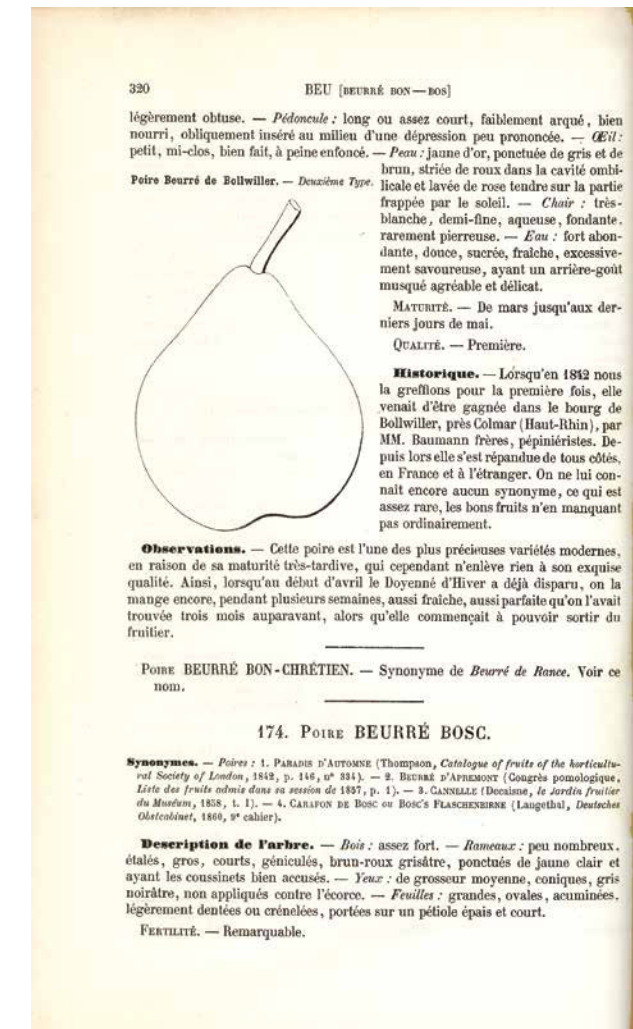 320 BEU [BEURRÉ BON—BOS]
légèrement obtuse. — Pédoncule : long ou assez court, faiblement arqué, bien
nourri, obliquement inséré au milieu d'une dépression peu prononcée. — Œil :
petit, mi-clos, bien fait, à peine enfoncé. — Peau : jaune d'or, ponctuée de gris et de
brun, striée de roux dans la cavité ombi-
Poire Beurré de Bollwiller. — Deuxième Type.
licale et lavée de rose tendre sur la partie
frappée par le soleil. — Chair : très-
blanche, demi-fine, aqueuse, fondante,
rarement pierreuse. — Eau : fort abon-
dante, douce, sucrée, fraîche, excessive-
ment savoureuse, ayant un arrière-goût
musqué agréable et délicat.
MATURITÉ. — De mars jusqu'aux der-
niers jours de mai.
QUALITÉ. — Première.
Historique. — Lorsqu'en 1842 nous
la greffions pour la première fois, elle
venait d'être gagnée dans le bourg de
Bollwiller, près Colmar (Haut-Rhin), par
MM. Baumann frères, pépiniéristes. De-
puis lors elle s'est répandue de tous côtés,
en France et à l'étranger. On ne lui con-
naît encore aucun synonyme, ce qui est
assez rare, les bons fruits n'en manquant
pas ordinairement.
Observations. — Cette poire est l'une des plus précieuses variétés modernes,
en raison de sa maturité très-tardive, qui cependant n'enlève rien à son exquise
qualité. Ainsi, lorsqu'au début d'avril le Doyenné d'Hiver a déjà disparu, on la
mange encore, pendant plusieurs semaines, aussi fraîche, aussi parfaite qu'on l'avait
trouvée trois mois auparavant, alors qu'elle commençait à pouvoir sortir du
fruitier.
POIRE BEURRÉ BON-CHRÉTIEN. — Synonyme de Beurré de Rance. Voir ce
nom.
174. POIRE BEURRÉ BOSC.
Synonymes. — Poires : 1. PARADIS D'AUTOMNE (Thompson, Catalogue of fruits of the horticultu-
ral Society of London, 1842, p. 146, n° 334). — 2. BEURRÉ D'APREMONT (Congrès pomologique,
Liste des fruits admis dans sa session de 1857, p. 1). — 3. CANNELLE (Decaisne, le Jardin fruitier
du Muséum, 1858, t. I). — 4. CARAFON DE BOSC OU BOSC'S FLASCHENBIRNE (Langethal, Deutsches
Obstcabinet, 1860, 9e cahier).
Description de l'arbre. — Bois : assez fort. — Rameaux : peu nombreux,
étalés, gros, courts, géniculés, brun-roux grisâtre, ponctués de jaune clair et
ayant les coussinets bien accusés. — Yeux : de grosseur moyenne, coniques, gris
noirâtre, non appliqués contre l'écorce. — Feuilles : grandes, ovales, acuminées,
légèrement dentées ou crénelées, portées sur un pétiole épais et court.
FERTILITÉ. — Remarquable.